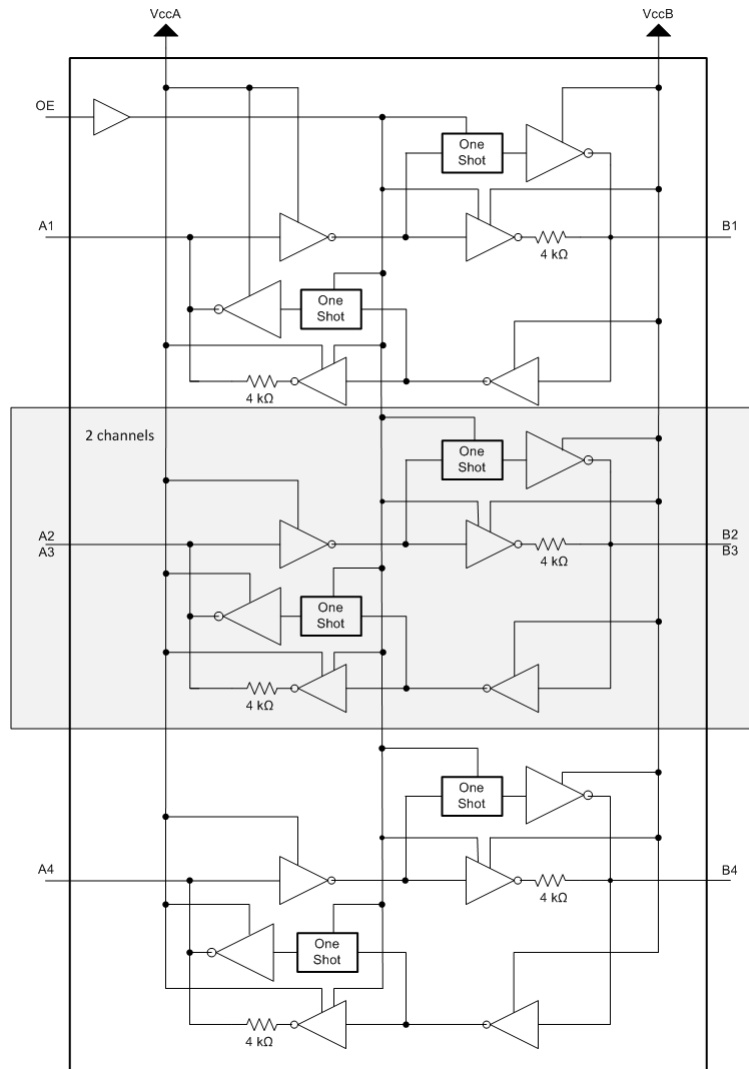 VccA
VccB
OE
One
Shot
A1
B1
4 kΩ
One
Shot
4 kΩ
2 channels
One
Shot
A2
A3
B2
B3
4 kΩ
One
Shot
4 kΩ
One
Shot
A4
B4
4 kΩ
One
Shot
4 kΩ